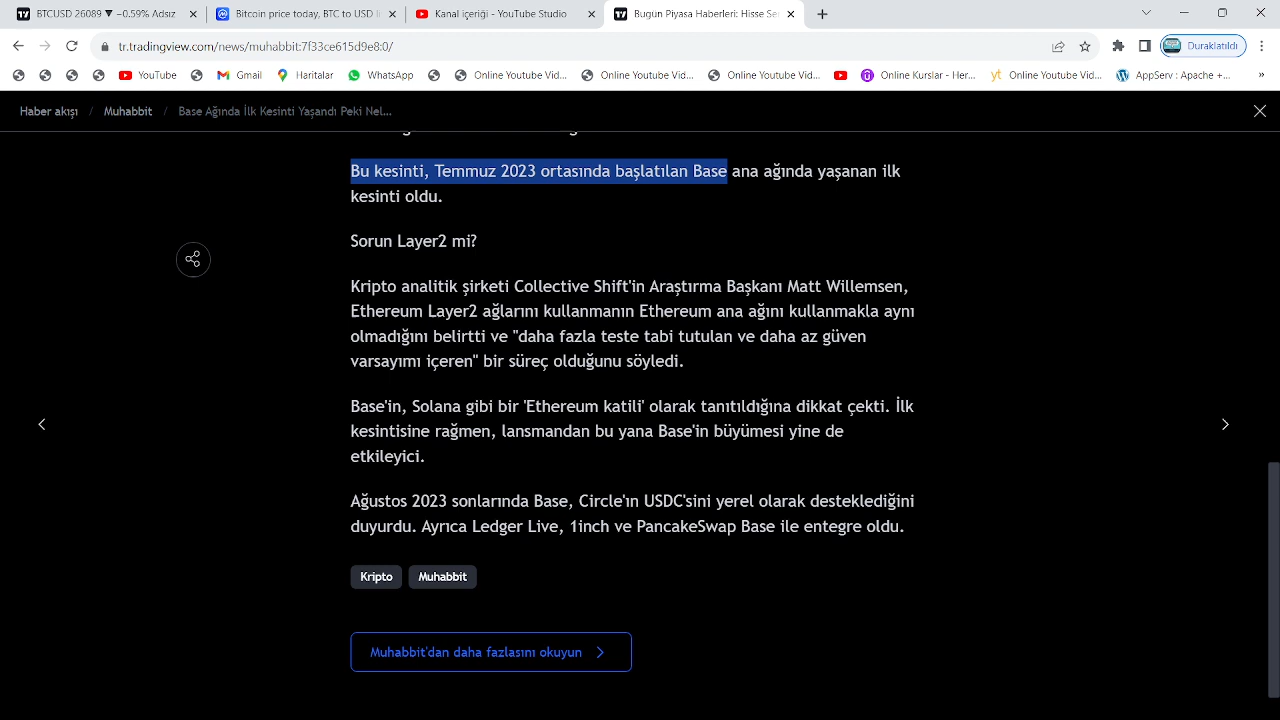 BTCUSD 26089 ▼ −0.59% Adsız
Bitcoin price today, BTC to USD li
Kanal içeriği - YouTube Studio
Bugün Piyasa Haberleri: Hisse Se
tr.tradingview.com/news/muhabbit:7f33ce615d9e8:0/
Duraklatıldı
YouTube
Gmail
Haritalar
WhatsApp
Online Youtube Vid...
Online Youtube Vid...
Online Youtube Vid...
Online Kurslar - Her...
yt Online Youtube Vid...
AppServ : Apache +...
»
Haber akışı / Muhabbit / Base Ağında İlk Kesinti Yaşandı Peki Nel...
Bu kesinti, Temmuz 2023 ortasında başlatılan Base ana ağında yaşanan ilk
kesinti oldu.
Sorun Layer2 mi?
Kripto analitik şirketi Collective Shift'in Araştırma Başkanı Matt Willemsen,
Ethereum Layer2 ağlarını kullanmanın Ethereum ana ağını kullanmakla aynı
olmadığını belirtti ve "daha fazla teste tabi tutulan ve daha az güven
varsayımı içeren" bir süreç olduğunu söyledi.
Base'in, Solana gibi bir 'Ethereum katili' olarak tanıtıldığına dikkat çekti. İlk
kesintisine rağmen, lansmandan bu yana Base'in büyümesi yine de
etkileyici.
Ağustos 2023 sonlarında Base, Circle'ın USDC'sini yerel olarak desteklediğini
duyurdu. Ayrıca Ledger Live, 1inch ve PancakeSwap Base ile entegre oldu.
Kripto
Muhabbit
Muhabbit'dan daha fazlasını okuyun